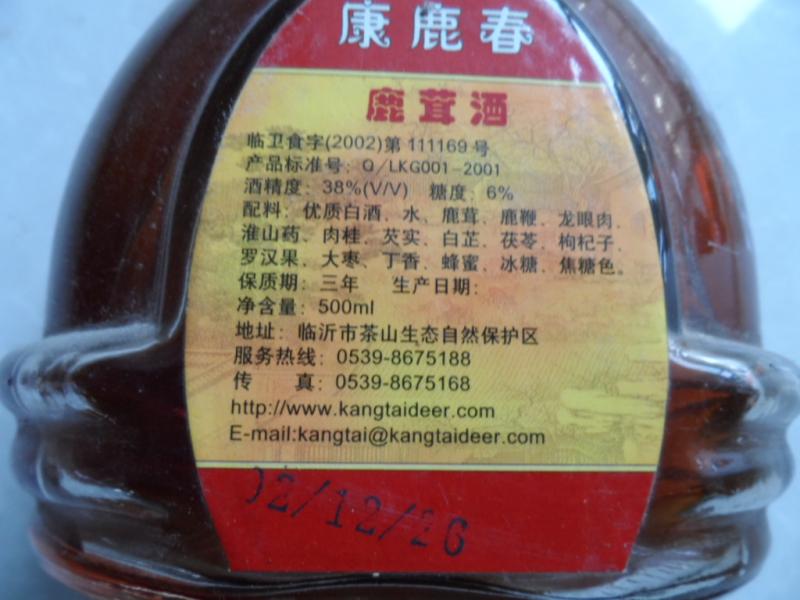 康鹿春
鹿茸酒
临卫食字(2002)第 111169 号
产品标准号: Q/LKG001-2001
酒精度: 38%(V/V) 糖度: 6%
配料: 优质白酒、水、鹿茸、鹿鞭、龙眼肉、
淮山药、肉桂、芡实、白芷、茯苓、枸杞子、
罗汉果、大枣、丁香、蜂蜜、冰糖、焦糖色。
保质期: 三年 生产日期:
净含量: 500ml
地址: 临沂市茶山生态自然保护区
服务热线: 0539-8675188
传 真: 0539-8675168
http://www.kangtaideer.com
E-mail:kangtai@kangtaideer.com
02/12/26